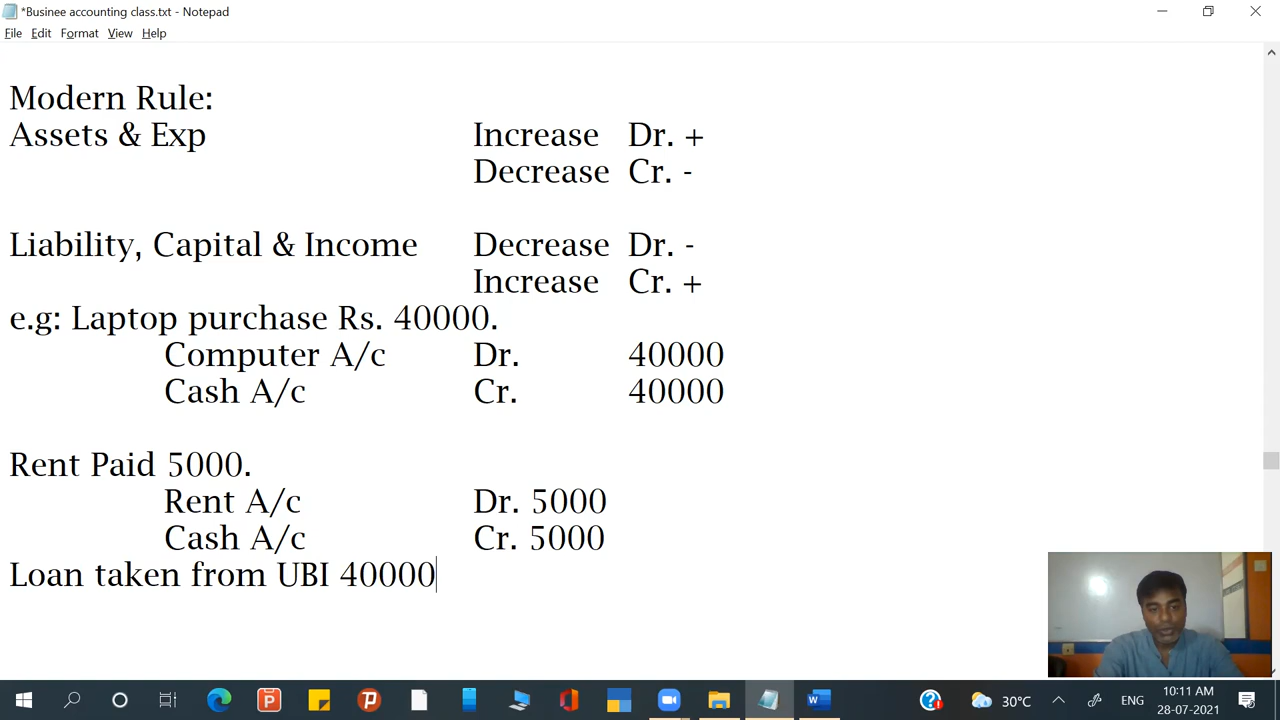 *Businee accounting class.txt - Notepad
File Edit Format View Help
Modern Rule:
Assets & Exp Increase Dr. +
Decrease Cr. -
Liability, Capital & Income Decrease Dr. -
Increase Cr. +
e.g: Laptop purchase Rs. 40000.
Computer A/c Dr. 40000
Cash A/c Cr. 40000
Rent Paid 5000.
Rent A/c Dr. 5000
Cash A/c Cr. 5000
Loan taken from UBI 40000
30°C ENG 10:11 AM
28-07-2021